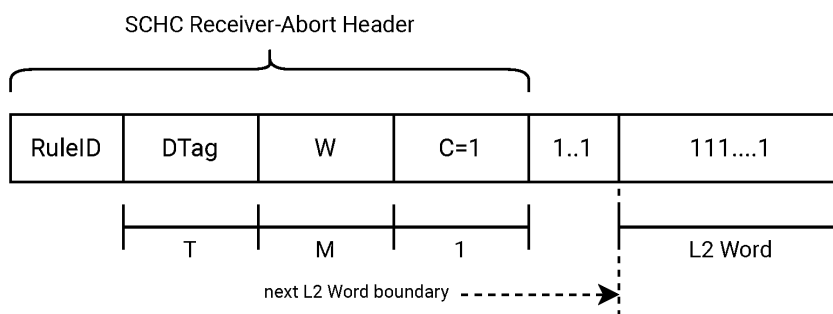 SCHC Receiver-Abort Header
RuleID DTag W C=1 1..1 111....1
T M 1 L2 Word
next L2 Word boundary